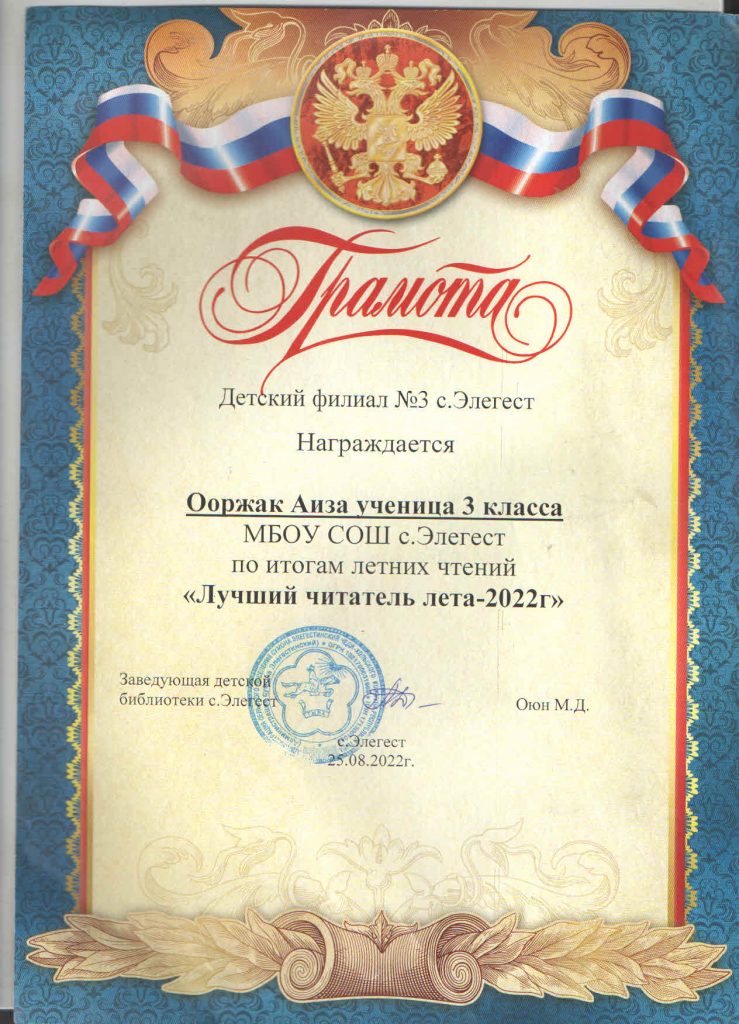 Грамота
Детский филиал №3 с.Элегест
Награждается
Ооржак Аиза ученица 3 класса
МБОУ СОШ с.Элегест
по итогам летних чтений
«Лучший читатель лета-2022г»
Заведующая детской
библиотеки с.Элегест
Оюн М.Д.
с.Элегест
25.08.2022г.